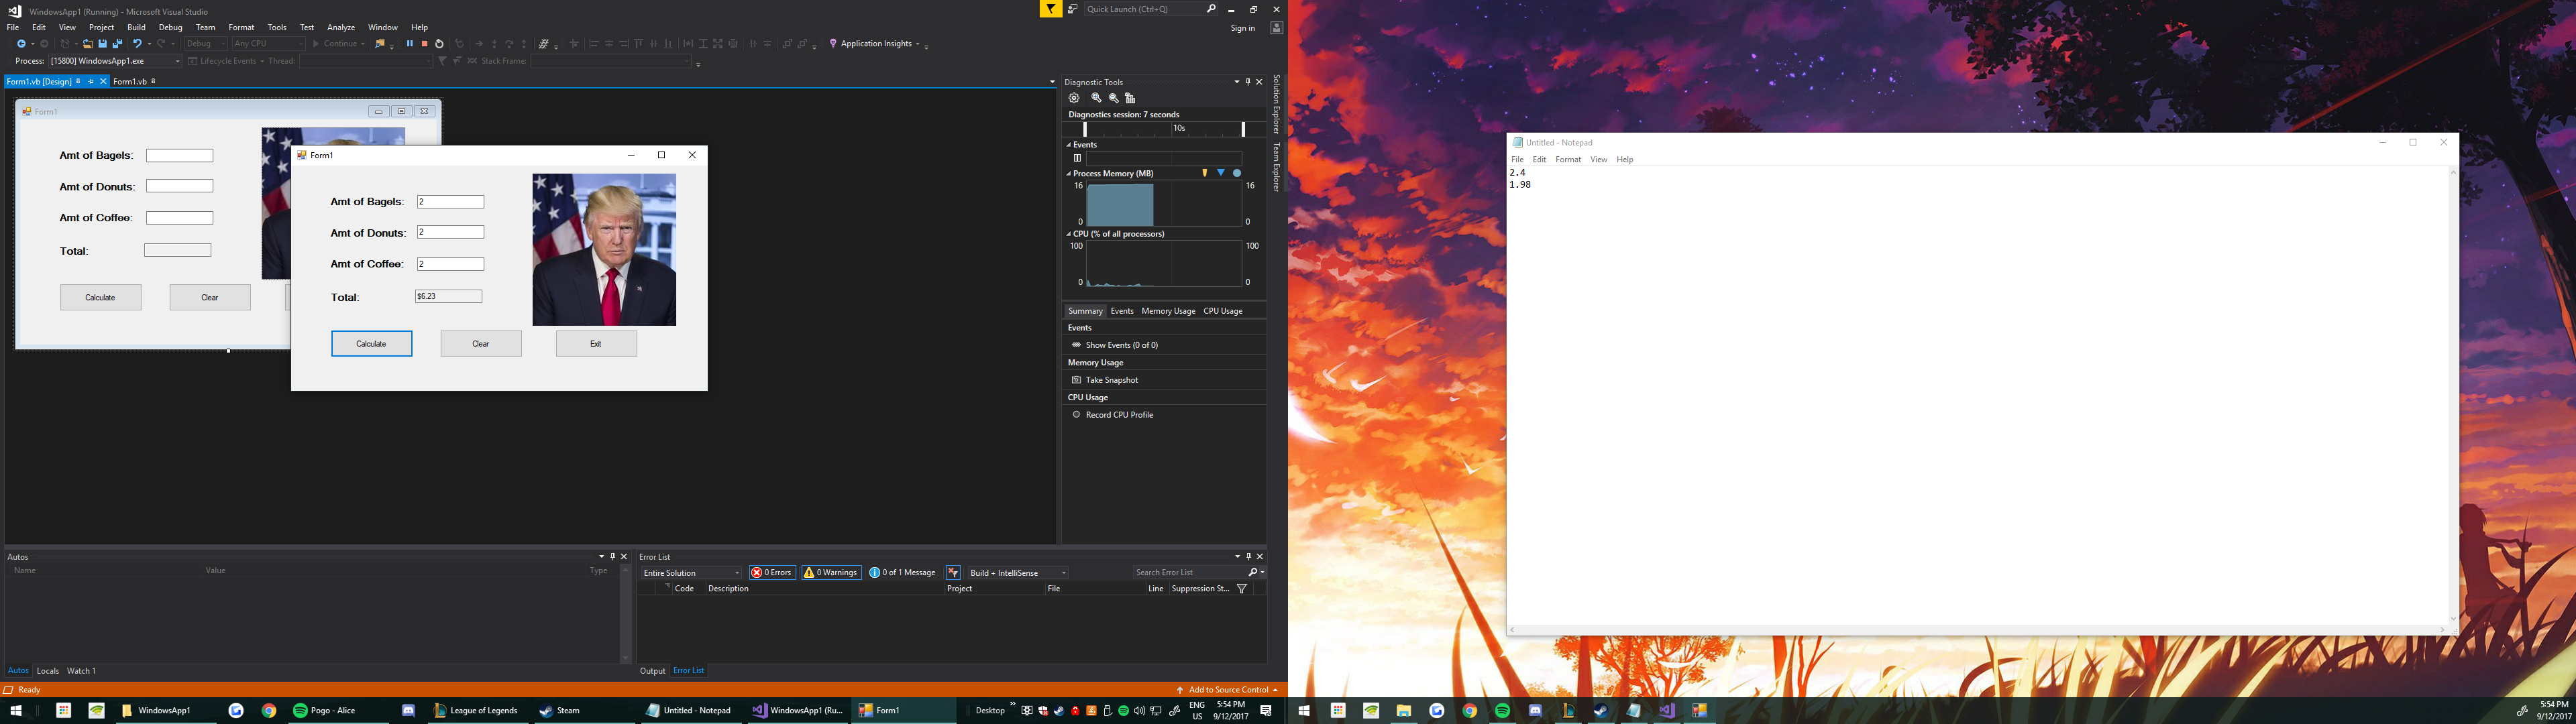 WindowsApp1 (Running) - Microsoft Visual Studio
Quick Launch (Ctrl+Q)
File Edit View Project Build Debug Team Format Tools Test Analyze Window Help
Sign in
Debug Any CPU Continue Application Insights
Process: [15800] WindowsApp1.exe Lifecycle Events Thread: Stack Frame:
Form1.vb [Design] Form1.vb
Form1
Amt of Bagels:
Amt of Donuts:
Amt of Coffee:
Total:
Calculate Clear
Form1
Amt of Bagels: 2
Amt of Donuts: 2
Amt of Coffee: 2
Total: $6.23
Calculate Clear Exit
Diagnostic Tools
Diagnostics session: 7 seconds
10s
Events
Process Memory (MB)
16 16
0 0
CPU (% of all processors)
100 100
0 0
Summary Events Memory Usage CPU Usage
Events
Show Events (0 of 0)
Memory Usage
Take Snapshot
CPU Usage
Record CPU Profile
Solution Explorer
Team Explorer
Autos
Name Value Type
Autos Locals Watch 1
Error List
Entire Solution 0 Errors 0 Warnings 0 of 1 Message Build + IntelliSense Search Error List
Code Description Project File Line Suppression St...
Output Error List
Ready Add to Source Control
WindowsApp1 Pogo - Alice League of Legends Steam Untitled - Notepad WindowsApp1 (Ru... Form1 Desktop
ENG
US
5:54 PM
9/12/2017
Untitled - Notepad
File Edit Format View Help
2.4
1.98
5:54 PM
9/12/2017